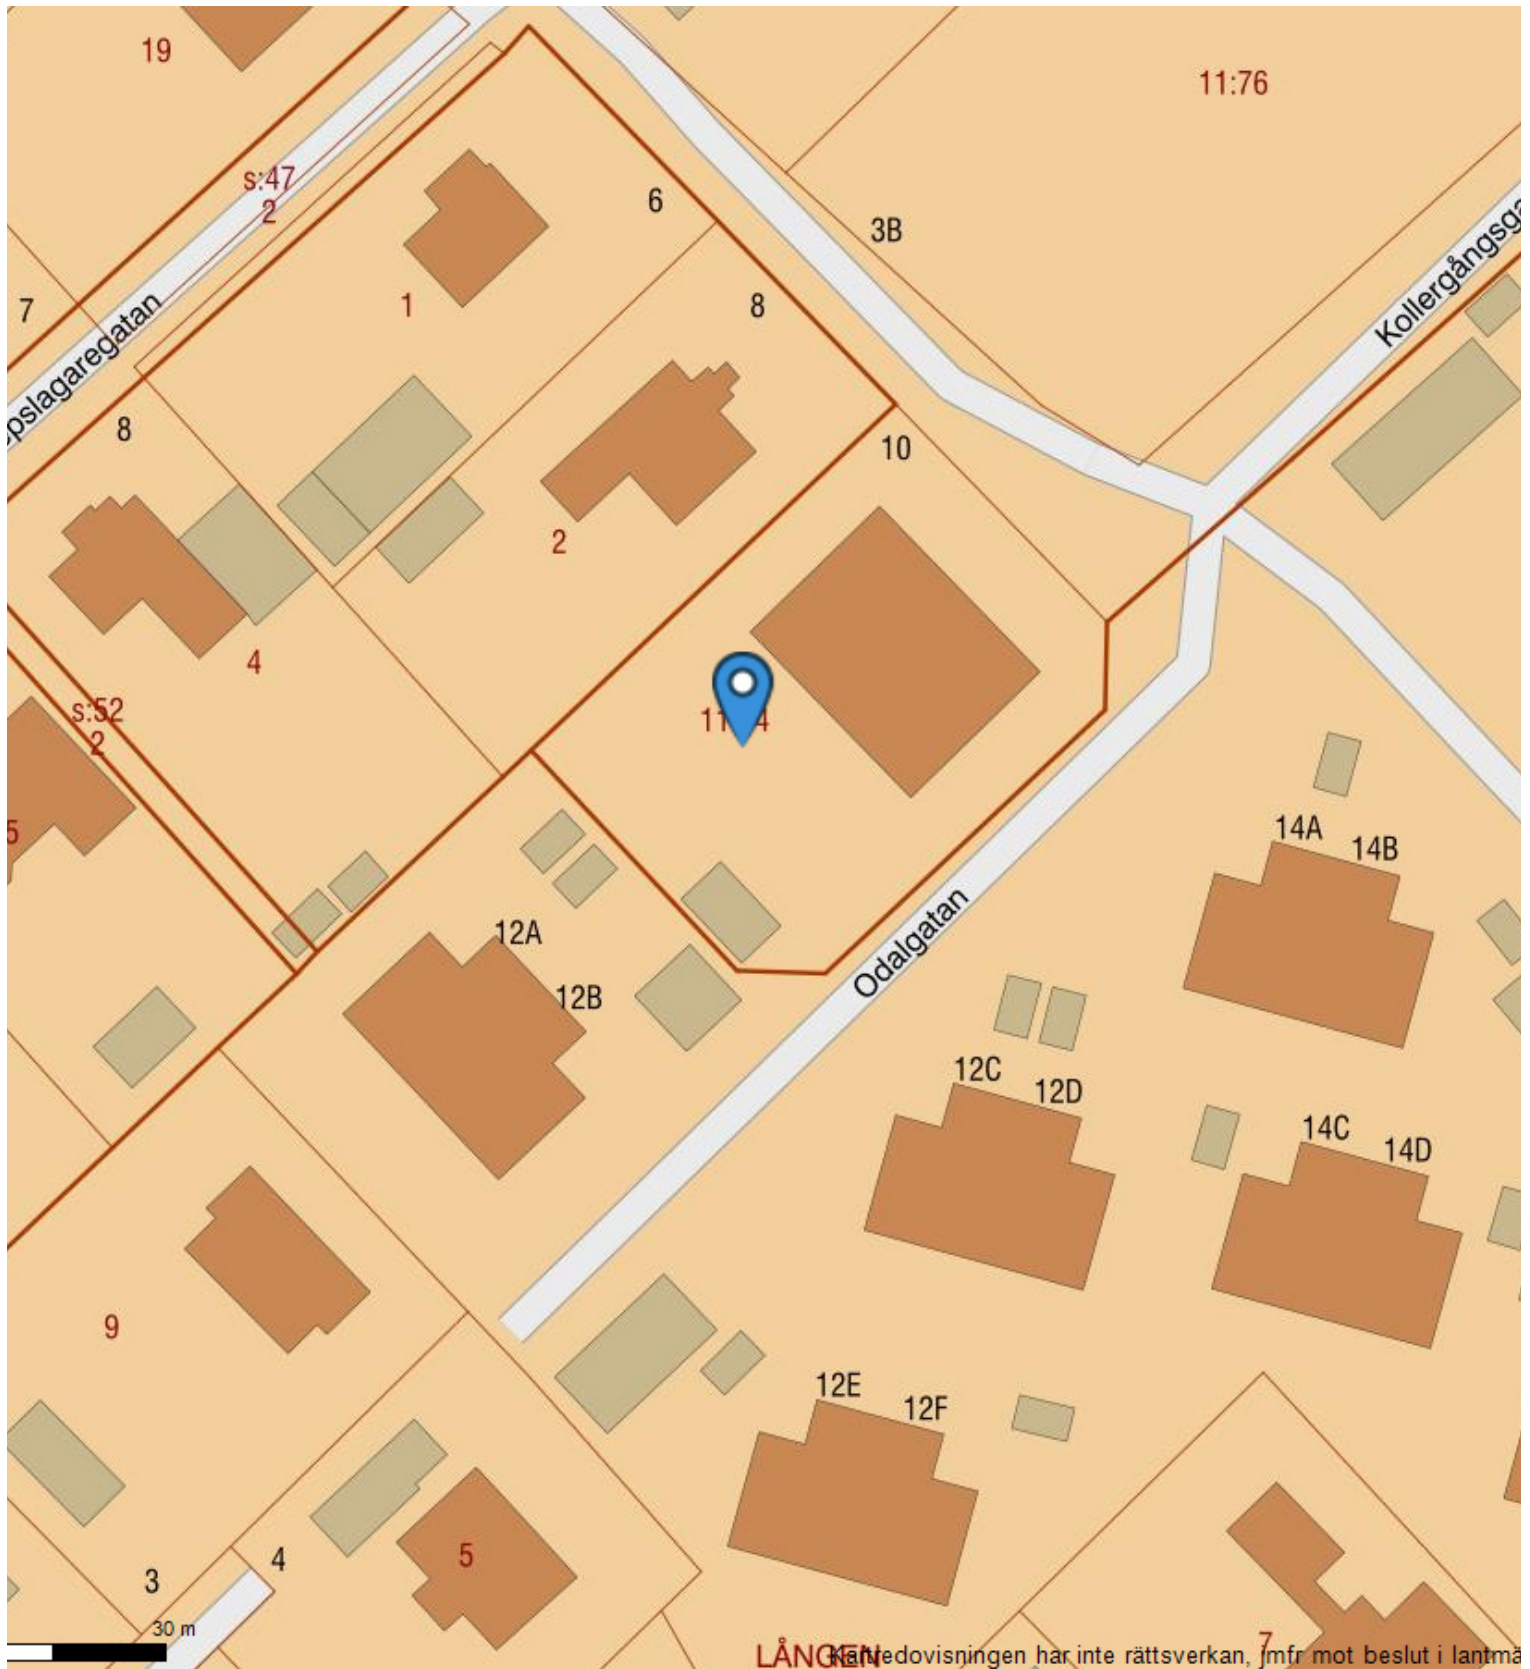 19
11:76
s:47
2
6
3B
7
1
8
Kollergångsga
pslagaregatan
8
10
2
4
s:52
2
5
14A
14B
12A
Odalgatan
12B
12C
12D
14C
14D
9
12E
12F
5
4
3
30 m
7
LÅNGEN
Kartredovisningen har inte rättsverkan, jmfr mot beslut i lantmä